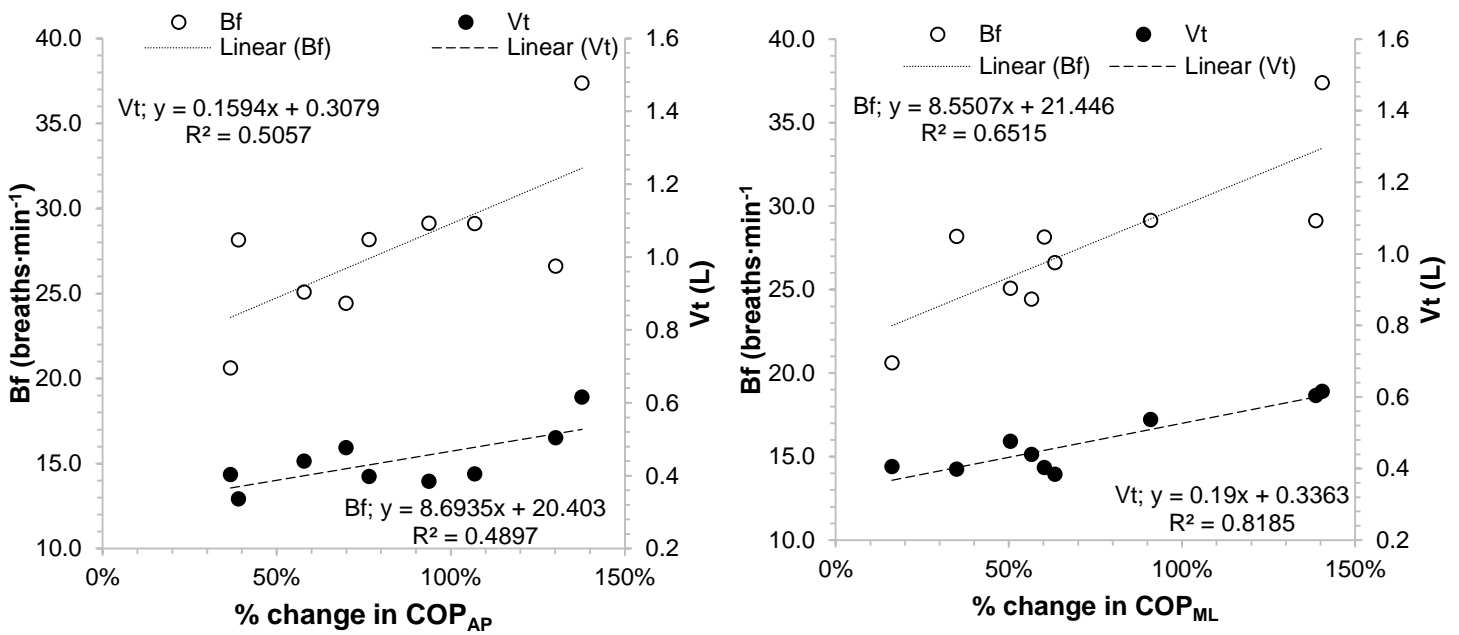 Bf Vt
Linear (Bf) Linear (Vt)
40.0
35.0
30.0
25.0
20.0
15.0
10.0
Bf (breaths·min⁻¹)
Vt; y = 0.1594x + 0.3079
R² = 0.5057
Bf; y = 8.6935x + 20.403
R² = 0.4897
1.6
1.4
1.2
1.0
0.8
0.6
0.4
0.2
Vt (L)
0% 50% 100% 150%
% change in COP_AP
Bf Vt
Linear (Bf) Linear (Vt)
40.0
35.0
30.0
25.0
20.0
15.0
10.0
Bf (breaths·min⁻¹
Bf; y = 8.5507x + 21.446
R² = 0.6515
Vt; y = 0.19x + 0.3363
R² = 0.8185
1.6
1.4
1.2
1.0
0.8
0.6
0.4
0.2
Vt (L)
0% 50% 100% 150%
% change in COP_ML